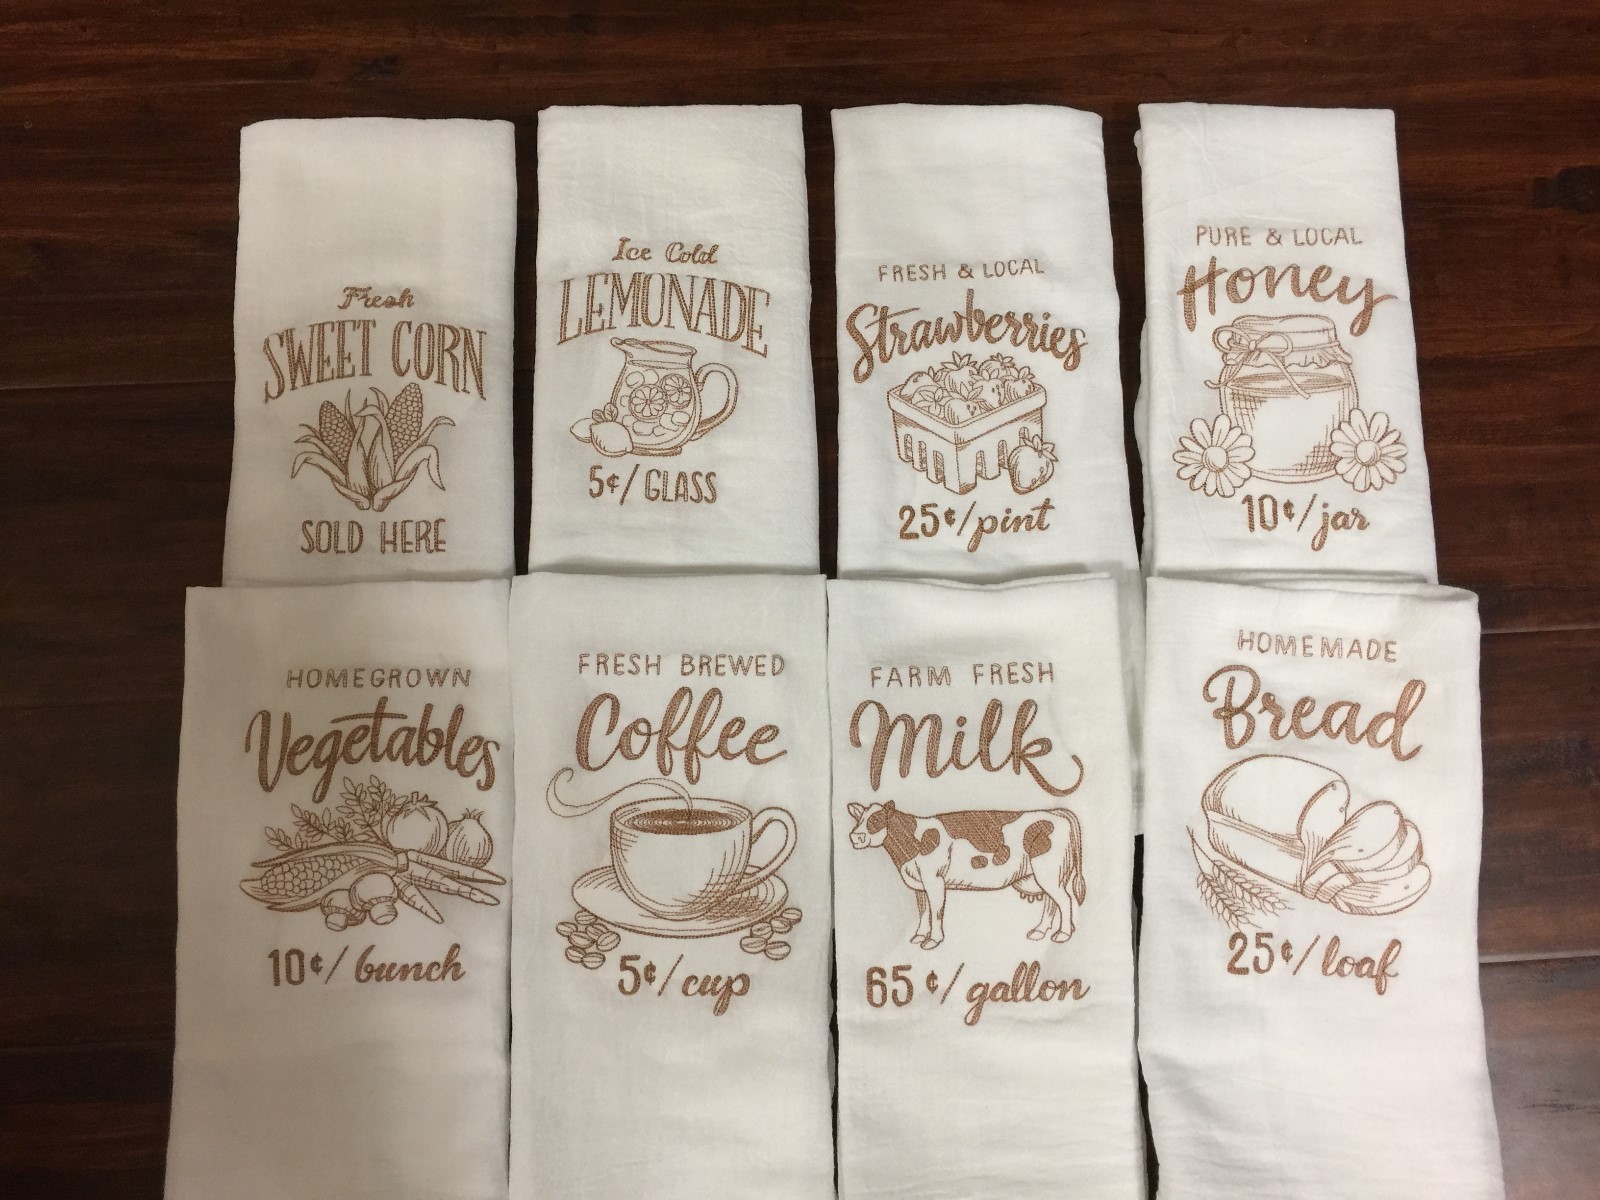 Fresh
SWEET CORN
SOLD HERE
Ice Cold
LEMONADE
5¢/GLASS
FRESH & LOCAL
Strawberries
25¢/pint
PURE & LOCAL
Honey
10¢/jar
HOMEGROWN
Vegetables
10¢/bunch
FRESH BREWED
Coffee
5¢/cup
FARM FRESH
Milk
65¢/gallon
HOMEMADE
Bread
25¢/loaf